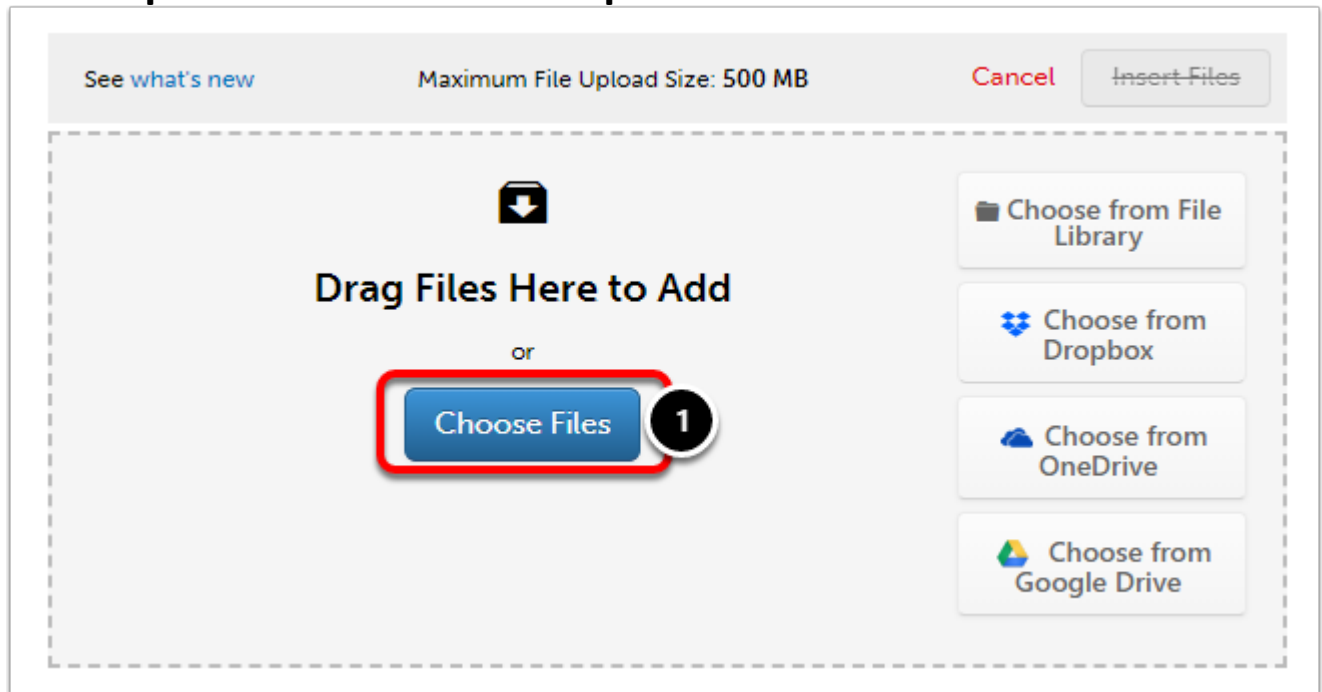 See what's new
Maximum File Upload Size: 500 MB
Cancel
Insert Files
Drag Files Here to Add
or
Choose Files
1
Choose from File
Library
Choose from
Dropbox
Choose from
OneDrive
Choose from
Google Drive